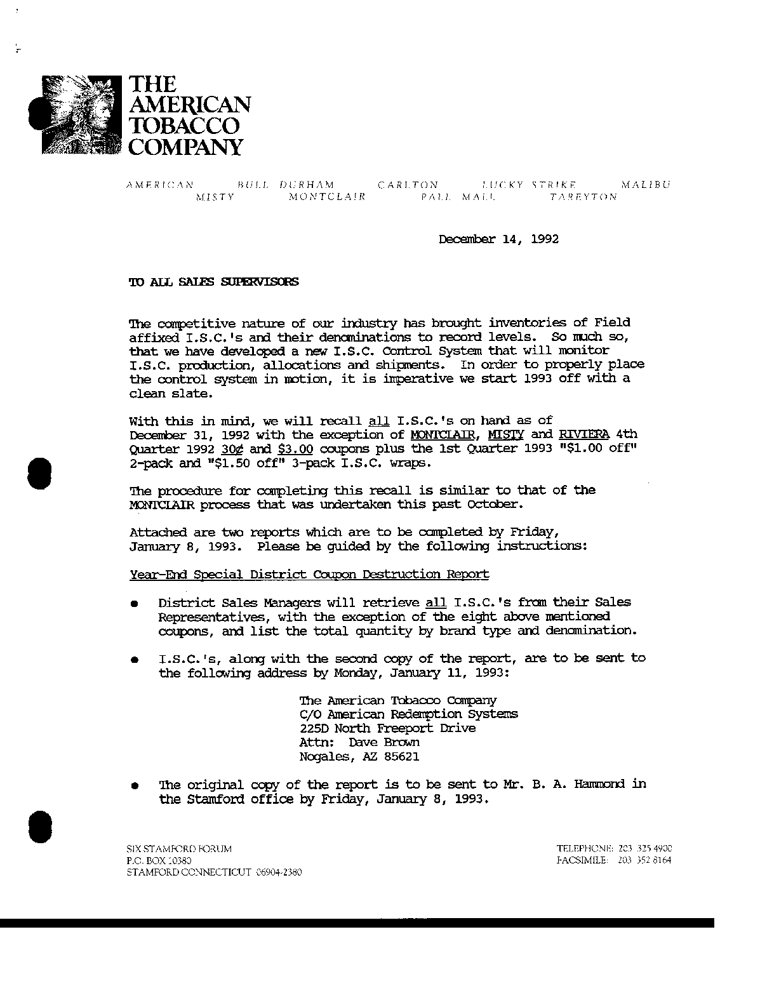 THE
AMERICAN
TOBACCO
COMPANY
AMERICAN BULL DURHAM CARLTON LUCKY STRIKE MALIBU
MISTY MONTCLAIR PALL MALL TAREYTON
December 14, 1992
TO ALL SALES SUPERVISORS
The competitive nature of our industry has brought inventories of Field
affixed I.S.C.'s and their denominations to record levels. So much so,
that we have developed a new I.S.C. Control System that will monitor
I.S.C. production, allocations and shipments. In order to properly place
the control system in motion, it is imperative we start 1993 off with a
clean slate.
With this in mind, we will recall all I.S.C.'s on hand as of
December 31, 1992 with the exception of MONTCLAIR, MISTY and RIVIERA 4th
Quarter 1992 30¢ and $3.00 coupons plus the 1st Quarter 1993 "$1.00 off"
2-pack and "$1.50 off" 3-pack I.S.C. wraps.
The procedure for completing this recall is similar to that of the
MONTCLAIR process that was undertaken this past October.
Attached are two reports which are to be completed by Friday,
January 8, 1993. Please be guided by the following instructions:
Year-End Special District Coupon Destruction Report
● District Sales Managers will retrieve all I.S.C.'s from their Sales
Representatives, with the exception of the eight above mentioned
coupons, and list the total quantity by brand type and denomination.
● I.S.C.'s, along with the second copy of the report, are to be sent to
the following address by Monday, January 11, 1993:
The American Tobacco Company
C/O American Redemption Systems
225D North Freeport Drive
Attn: Dave Brown
Nogales, AZ 85621
● The original copy of the report is to be sent to Mr. B. A. Hammond in
the Stamford office by Friday, January 8, 1993.
SIX STAMFORD FORUM
P.O. BOX 10380
STAMFORD CONNECTICUT 06904-2380
TELEPHONE: 203 325 4900
FACSIMILE: 203 352 8164